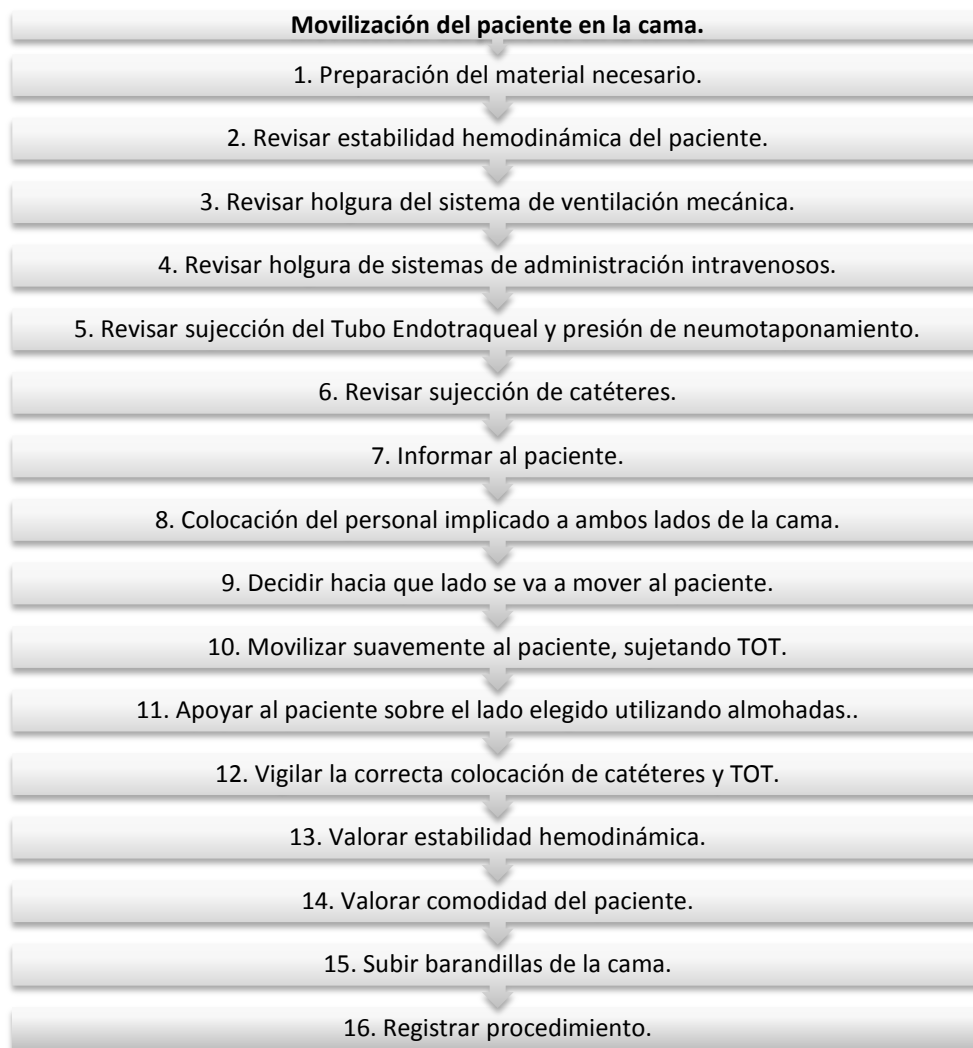 Movilización del paciente en la cama.
1. Preparación del material necesario.
2. Revisar estabilidad hemodinámica del paciente.
3. Revisar holgura del sistema de ventilación mecánica.
4. Revisar holgura de sistemas de administración intravenosos.
5. Revisar sujección del Tubo Endotraqueal y presión de neumotaponamiento.
6. Revisar sujección de catéteres.
7. Informar al paciente.
8. Colocación del personal implicado a ambos lados de la cama.
9. Decidir hacia que lado se va a mover al paciente.
10. Movilizar suavemente al paciente, sujetando TOT.
11. Apoyar al paciente sobre el lado elegido utilizando almohadas..
12. Vigilar la correcta colocación de catéteres y TOT.
13. Valorar estabilidad hemodinámica.
14. Valorar comodidad del paciente.
15. Subir barandillas de la cama.
16. Registrar procedimiento.